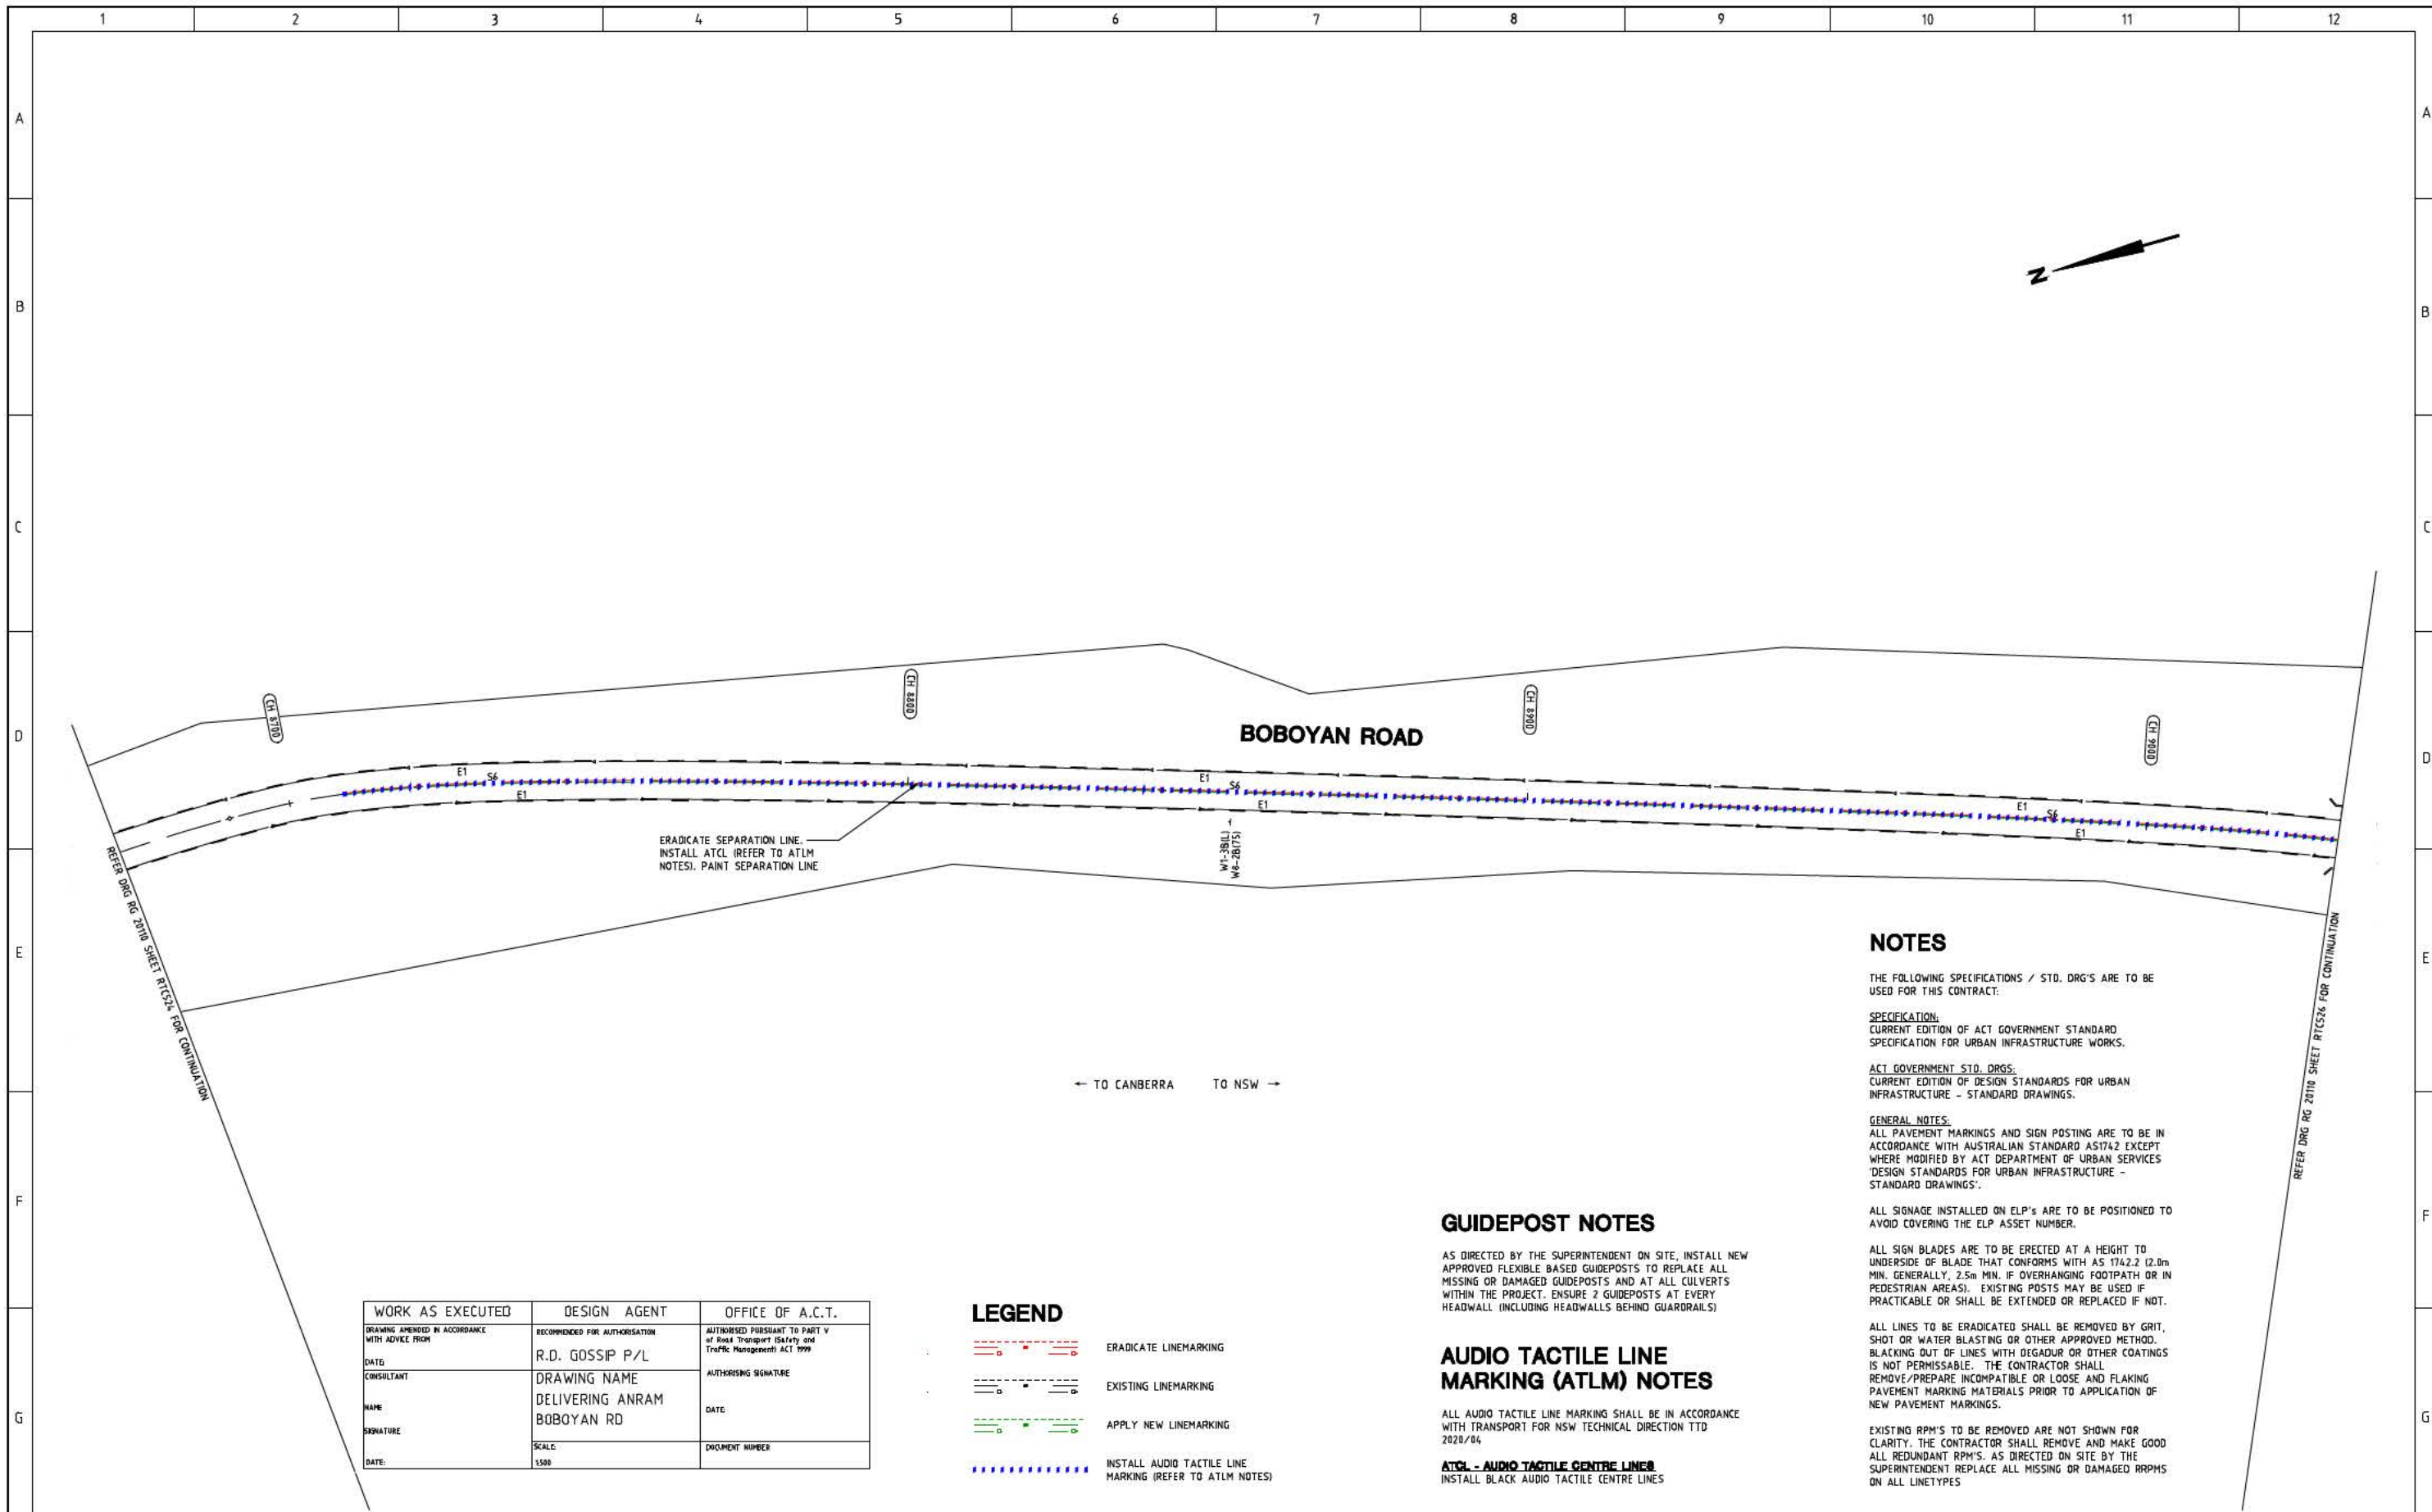 1 2 3 4 5 6 7 8 9 10 11 12
A A
B B
C C
D D
E E
F F
G G
N
CH 8700
CH 8800
CH 8900
CH 9000
BOBOYAN ROAD
E1 S6 E1
E1 S6 E1
E1 S6 E1
ERADICATE SEPARATION LINE.
INSTALL ATCL (REFER TO ATLM
NOTES). PAINT SEPARATION LINE
W1-3B(L)
W8-2B(75)
REFER DRG RG 20110 SHEET RTCS24 FOR CONTINUATION
REFER DRG RG 20110 SHEET RTCS26 FOR CONTINUATION
← TO CANBERRA TO NSW →
WORK AS EXECUTED
DRAWING AMENDED IN ACCORDANCE
WITH ADVICE FROM
DATE:
CONSULTANT
NAME
SIGNATURE
DATE:
DESIGN AGENT
RECOMMENDED FOR AUTHORISATION
R.D. GOSSIP P/L
DRAWING NAME
DELIVERING ANRAM
BOBOYAN RD
SCALE:
1:500
OFFICE OF A.C.T.
AUTHORISED PURSUANT TO PART V
of Road Transport (Safety and
Traffic Management) ACT 1999
AUTHORISING SIGNATURE
DATE:
DOCUMENT NUMBER
LEGEND
ERADICATE LINEMARKING
EXISTING LINEMARKING
APPLY NEW LINEMARKING
INSTALL AUDIO TACTILE LINE
MARKING (REFER TO ATLM NOTES)
GUIDEPOST NOTES
AS DIRECTED BY THE SUPERINTENDENT ON SITE, INSTALL NEW
APPROVED FLEXIBLE BASED GUIDEPOSTS TO REPLACE ALL
MISSING OR DAMAGED GUIDEPOSTS AND AT ALL CULVERTS
WITHIN THE PROJECT. ENSURE 2 GUIDEPOSTS AT EVERY
HEADWALL (INCLUDING HEADWALLS BEHIND GUARDRAILS)
AUDIO TACTILE LINE
MARKING (ATLM) NOTES
ALL AUDIO TACTILE LINE MARKING SHALL BE IN ACCORDANCE
WITH TRANSPORT FOR NSW TECHNICAL DIRECTION TTD
2020/04
ATCL - AUDIO TACTILE CENTRE LINES
INSTALL BLACK AUDIO TACTILE CENTRE LINES
NOTES
THE FOLLOWING SPECIFICATIONS / STD. DRG'S ARE TO BE
USED FOR THIS CONTRACT:
SPECIFICATION:
CURRENT EDITION OF ACT GOVERNMENT STANDARD
SPECIFICATION FOR URBAN INFRASTRUCTURE WORKS.
ACT GOVERNMENT STD. DRGS:
CURRENT EDITION OF DESIGN STANDARDS FOR URBAN
INFRASTRUCTURE - STANDARD DRAWINGS.
GENERAL NOTES:
ALL PAVEMENT MARKINGS AND SIGN POSTING ARE TO BE IN
ACCORDANCE WITH AUSTRALIAN STANDARD AS1742 EXCEPT
WHERE MODIFIED BY ACT DEPARTMENT OF URBAN SERVICES
'DESIGN STANDARDS FOR URBAN INFRASTRUCTURE -
STANDARD DRAWINGS'.
ALL SIGNAGE INSTALLED ON ELP's ARE TO BE POSITIONED TO
AVOID COVERING THE ELP ASSET NUMBER.
ALL SIGN BLADES ARE TO BE ERECTED AT A HEIGHT TO
UNDERSIDE OF BLADE THAT CONFORMS WITH AS 1742.2 (2.0m
MIN. GENERALLY, 2.5m MIN. IF OVERHANGING FOOTPATH OR IN
PEDESTRIAN AREAS). EXISTING POSTS MAY BE USED IF
PRACTICABLE OR SHALL BE EXTENDED OR REPLACED IF NOT.
ALL LINES TO BE ERADICATED SHALL BE REMOVED BY GRIT,
SHOT OR WATER BLASTING OR OTHER APPROVED METHOD.
BLACKING OUT OF LINES WITH DEGADUR OR OTHER COATINGS
IS NOT PERMISSABLE. THE CONTRACTOR SHALL
REMOVE/PREPARE INCOMPATIBLE OR LOOSE AND FLAKING
PAVEMENT MARKING MATERIALS PRIOR TO APPLICATION OF
NEW PAVEMENT MARKINGS.
EXISTING RPM'S TO BE REMOVED ARE NOT SHOWN FOR
CLARITY. THE CONTRACTOR SHALL REMOVE AND MAKE GOOD
ALL REDUNDANT RPM'S. AS DIRECTED ON SITE BY THE
SUPERINTENDENT REPLACE ALL MISSING OR DAMAGED RRPMS
ON ALL LINETYPES